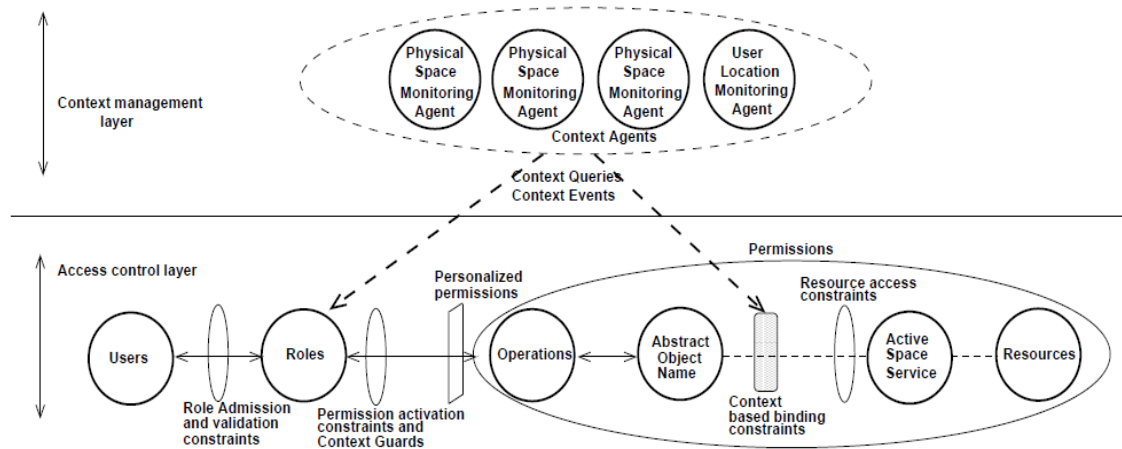 Physical
Space
Monitoring
Agent
Physical
Space
Monitoring
Agent
Physical
Space
Monitoring
Agent
User
Location
Monitoring
Agent
Context management
layer
Context Agents
Context Queries
Context Events
Access control layer
Permissions
Personalized
permissions
Resource access
constraints
Users
Roles
Operations
Abstract
Object
Name
Active
Space
Service
Resources
Role Admission
and validation
constraints
Permission activation
constraints and
Context Guards
Context
based binding
constraints